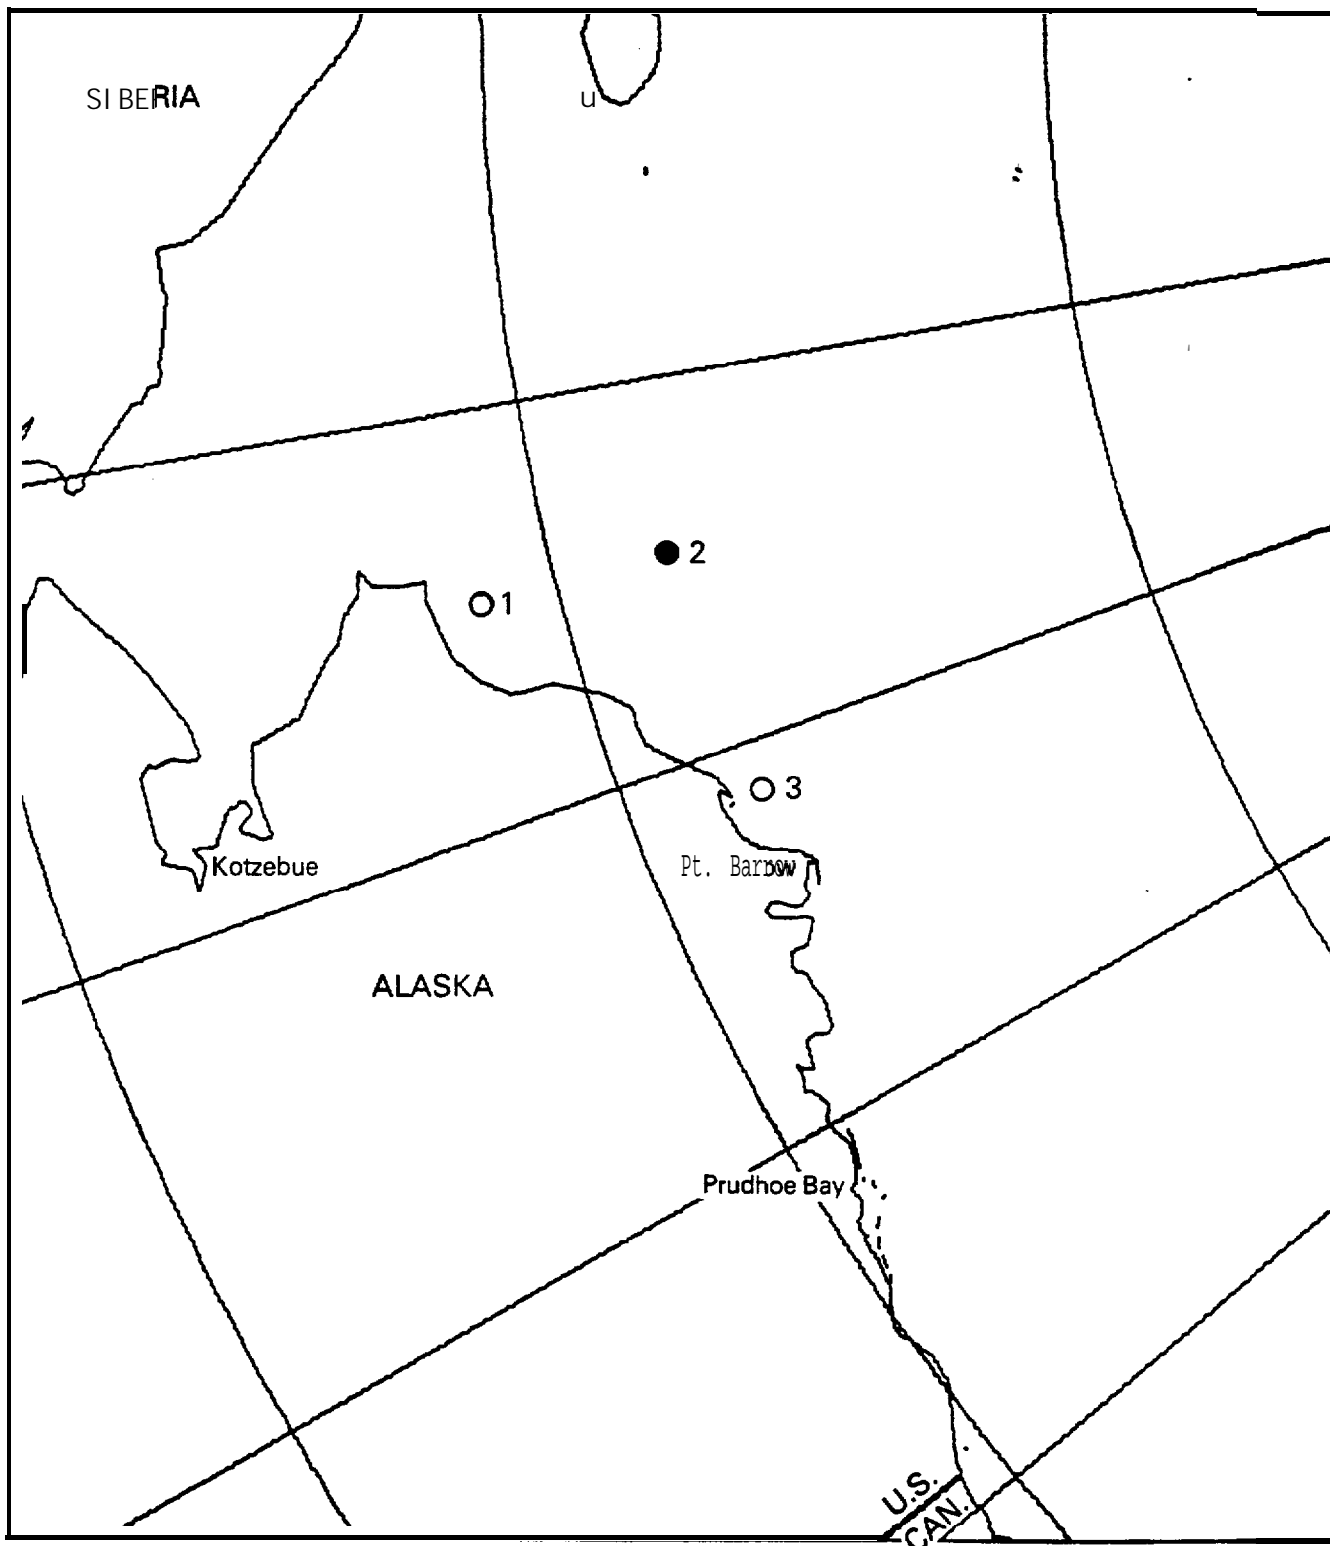 SIBERIA
u
2
1
3
Kotzebue
Pt. Barrow
ALASKA
Prudhoe Bay
U.S.
CAN.